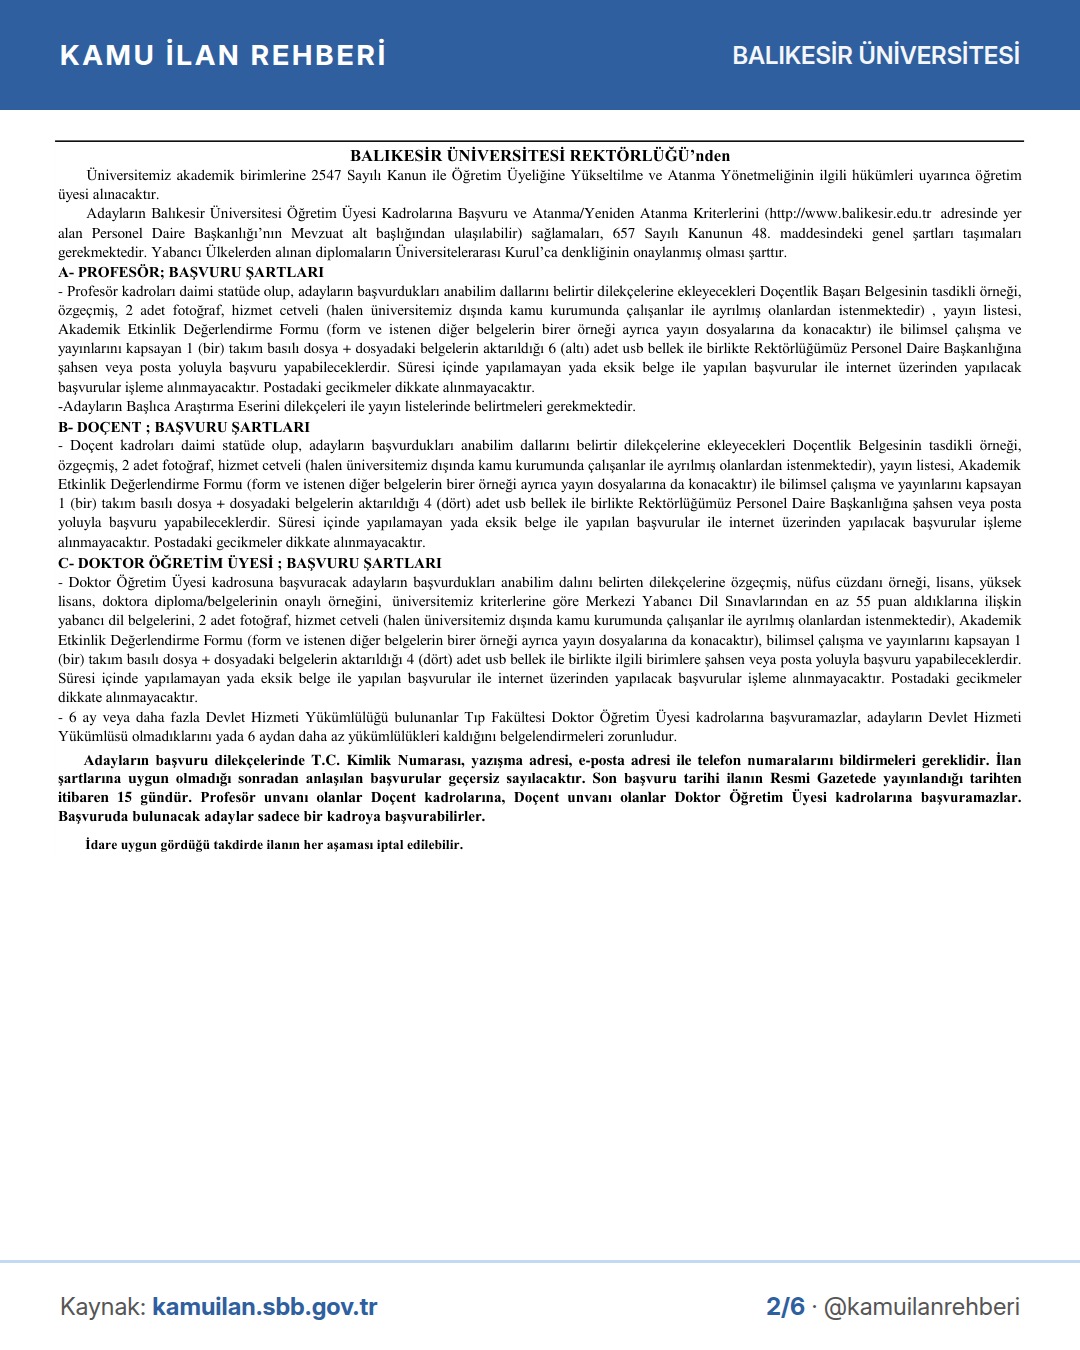 KAMU İLAN REHBERİ
BALIKESİR ÜNİVERSİTESİ
BALIKESİR ÜNİVERSİTESİ REKTÖRLÜĞÜ’nden
Üniversitemiz akademik birimlerine 2547 Sayılı Kanun ile Öğretim Üyeliğine Yükseltilme ve Atanma Yönetmeliğinin ilgili hükümleri uyarınca öğretim
üyesi alınacaktır.
Adayların Balıkesir Üniversitesi Öğretim Üyesi Kadrolarına Başvuru ve Atanma/Yeniden Atanma Kriterlerini (http://www.balikesir.edu.tr adresinde yer
alan Personel Daire Başkanlığı’nın Mevzuat alt başlığından ulaşılabilir) sağlamaları, 657 Sayılı Kanunun 48. maddesindeki genel şartları taşımaları
gerekmektedir. Yabancı Ülkelerden alınan diplomaların Üniversitelerarası Kurul’ca denkliğinin onaylanmış olması şarttır.
A- PROFESÖR; BAŞVURU ŞARTLARI
- Profesör kadroları daimi statüde olup, adayların başvurdukları anabilim dallarını belirtir dilekçelerine ekleyecekleri Doçentlik Başarı Belgesinin tasdikli örneği,
özgeçmiş, 2 adet fotoğraf, hizmet cetveli (halen üniversitemiz dışında kamu kurumunda çalışanlar ile ayrılmış olanlardan istenmektedir) , yayın listesi,
Akademik Etkinlik Değerlendirme Formu (form ve istenen diğer belgelerin birer örneği ayrıca yayın dosyalarına da konacaktır) ile bilimsel çalışma ve
yayınlarını kapsayan 1 (bir) takım basılı dosya + dosyadaki belgelerin aktarıldığı 6 (altı) adet usb bellek ile birlikte Rektörlüğümüz Personel Daire Başkanlığına
şahsen veya posta yoluyla başvuru yapabileceklerdir. Süresi içinde yapılamayan yada eksik belge ile yapılan başvurular ile internet üzerinden yapılacak
başvurular işleme alınmayacaktır. Postadaki gecikmeler dikkate alınmayacaktır.
-Adayların Başlıca Araştırma Eserini dilekçeleri ile yayın listelerinde belirtmeleri gerekmektedir.
B- DOÇENT ; BAŞVURU ŞARTLARI
- Doçent kadroları daimi statüde olup, adayların başvurdukları anabilim dallarını belirtir dilekçelerine ekleyecekleri Doçentlik Belgesinin tasdikli örneği,
özgeçmiş, 2 adet fotoğraf, hizmet cetveli (halen üniversitemiz dışında kamu kurumunda çalışanlar ile ayrılmış olanlardan istenmektedir), yayın listesi, Akademik
Etkinlik Değerlendirme Formu (form ve istenen diğer belgelerin birer örneği ayrıca yayın dosyalarına da konacaktır) ile bilimsel çalışma ve yayınlarını kapsayan
1 (bir) takım basılı dosya + dosyadaki belgelerin aktarıldığı 4 (dört) adet usb bellek ile birlikte Rektörlüğümüz Personel Daire Başkanlığına şahsen veya posta
yoluyla başvuru yapabileceklerdir. Süresi içinde yapılamayan yada eksik belge ile yapılan başvurular ile internet üzerinden yapılacak başvurular işleme
alınmayacaktır. Postadaki gecikmeler dikkate alınmayacaktır.
C- DOKTOR ÖĞRETİM ÜYESİ ; BAŞVURU ŞARTLARI
- Doktor Öğretim Üyesi kadrosuna başvuracak adayların başvurdukları anabilim dalını belirten dilekçelerine özgeçmiş, nüfus cüzdanı örneği, lisans, yüksek
lisans, doktora diploma/belgelerinin onaylı örneğini, üniversitemiz kriterlerine göre Merkezi Yabancı Dil Sınavlarından en az 55 puan aldıklarına ilişkin
yabancı dil belgelerini, 2 adet fotoğraf, hizmet cetveli (halen üniversitemiz dışında kamu kurumunda çalışanlar ile ayrılmış olanlardan istenmektedir), Akademik
Etkinlik Değerlendirme Formu (form ve istenen diğer belgelerin birer örneği ayrıca yayın dosyalarına da konacaktır), bilimsel çalışma ve yayınlarını kapsayan 1
(bir) takım basılı dosya + dosyadaki belgelerin aktarıldığı 4 (dört) adet usb bellek ile birlikte ilgili birimlere şahsen veya posta yoluyla başvuru yapabileceklerdir.
Süresi içinde yapılamayan yada eksik belge ile yapılan başvurular ile internet üzerinden yapılacak başvurular işleme alınmayacaktır. Postadaki gecikmeler
dikkate alınmayacaktır.
- 6 ay veya daha fazla Devlet Hizmeti Yükümlülüğü bulunanlar Tıp Fakültesi Doktor Öğretim Üyesi kadrolarına başvuramazlar, adayların Devlet Hizmeti
Yükümlüsü olmadıklarını yada 6 aydan daha az yükümlülükleri kaldığını belgelendirmeleri zorunludur.
Adayların başvuru dilekçelerinde T.C. Kimlik Numarası, yazışma adresi, e-posta adresi ile telefon numaralarını bildirmeleri gereklidir. İlan
şartlarına uygun olmadığı sonradan anlaşılan başvurular geçersiz sayılacaktır. Son başvuru tarihi ilanın Resmi Gazetede yayınlandığı tarihten
itibaren 15 gündür. Profesör unvanı olanlar Doçent kadrolarına, Doçent unvanı olanlar Doktor Öğretim Üyesi kadrolarına başvuramazlar.
Başvuruda bulunacak adaylar sadece bir kadroya başvurabilirler.
İdare uygun gördüğü takdirde ilanın her aşaması iptal edilebilir.
Kaynak: kamuilan.sbb.gov.tr
2/6 · @kamuilanrehberi